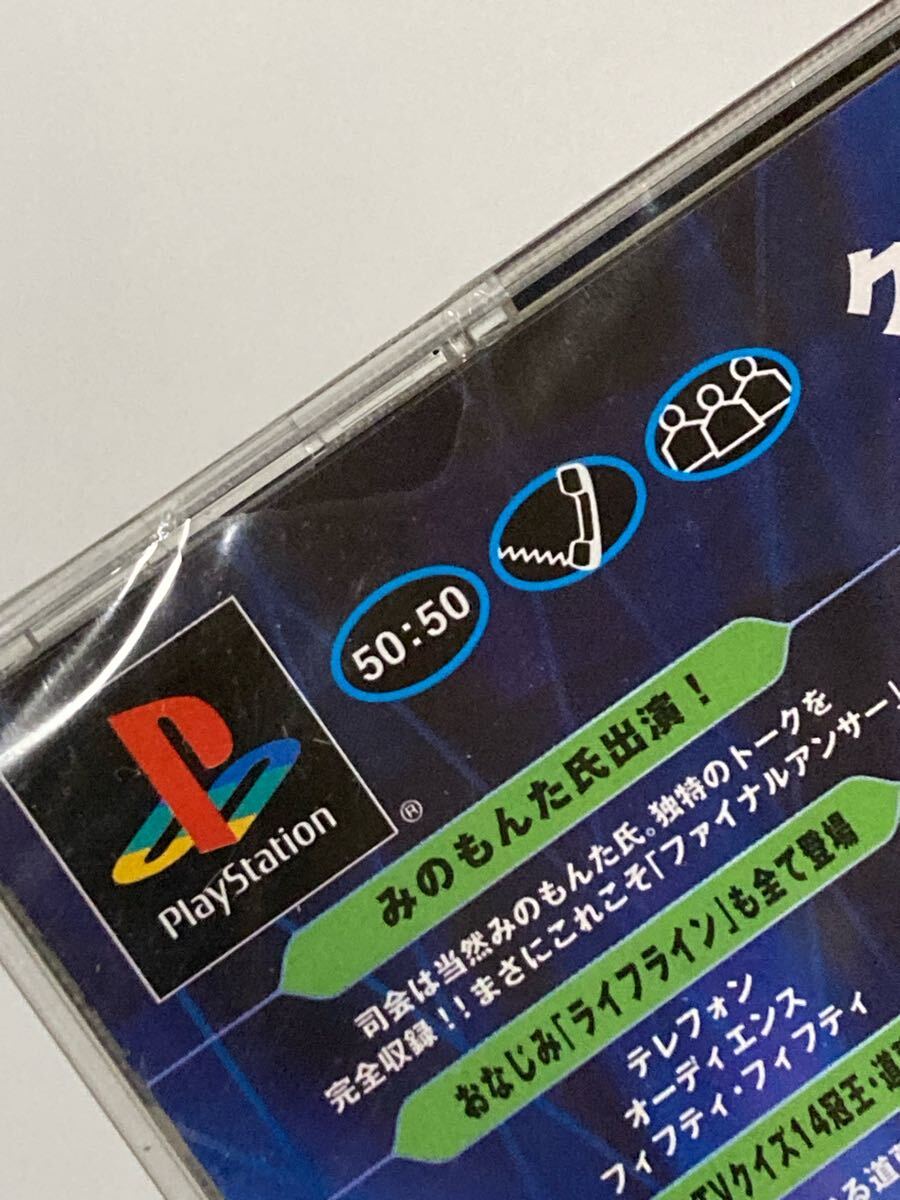 ク
50:50
PlayStation
®
みのもんた氏出演!
司会は当然みのもんた氏。独特のトークを
完全収録!!まさにこれこそ「ファイナルアンサー」
おなじみ「ライフライン」も全て登場
テレフォン
オーディエンス
フィフティ・フィフティ
TVクイズ14冠王・道
る道